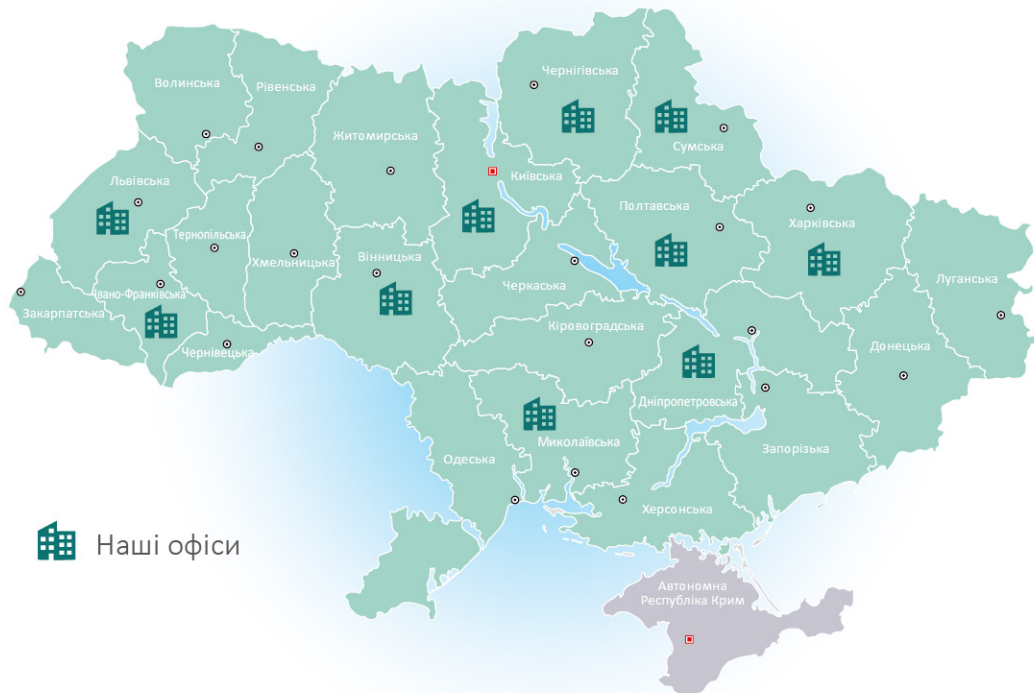 Волинська
Рівенська
Чернігівська
Житомирська
Сумська
Київська
Львівська
Полтавська
Харківська
Тернопільська
Хмельницька
Вінницька
Черкаська
Луганська
Івано-Франківська
Закарпатська
Чернівецька
Кіровоградська
Донецька
Дніпропетровська
Миколаївська
Запорізька
Одеська
Херсонська
Наші офіси
Автономна
Республіка Крим